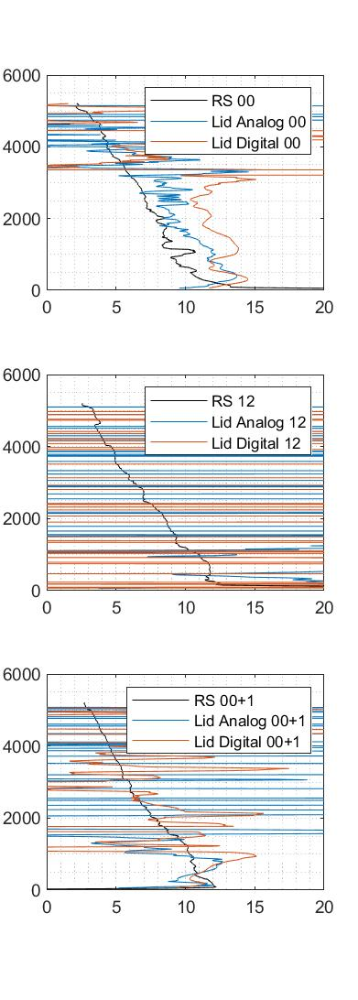 6000
RS 00
Lid Analog 00
4000
Lid Digital 00
2000
0
0 5 10 15 20
6000
RS 12
Lid Analog 12
4000
Lid Digital 12
2000
0
0 5 10 15 20
6000
RS 00+1
Lid Analog 00+1
4000
Lid Digital 00+1
2000
0
0 5 10 15 20